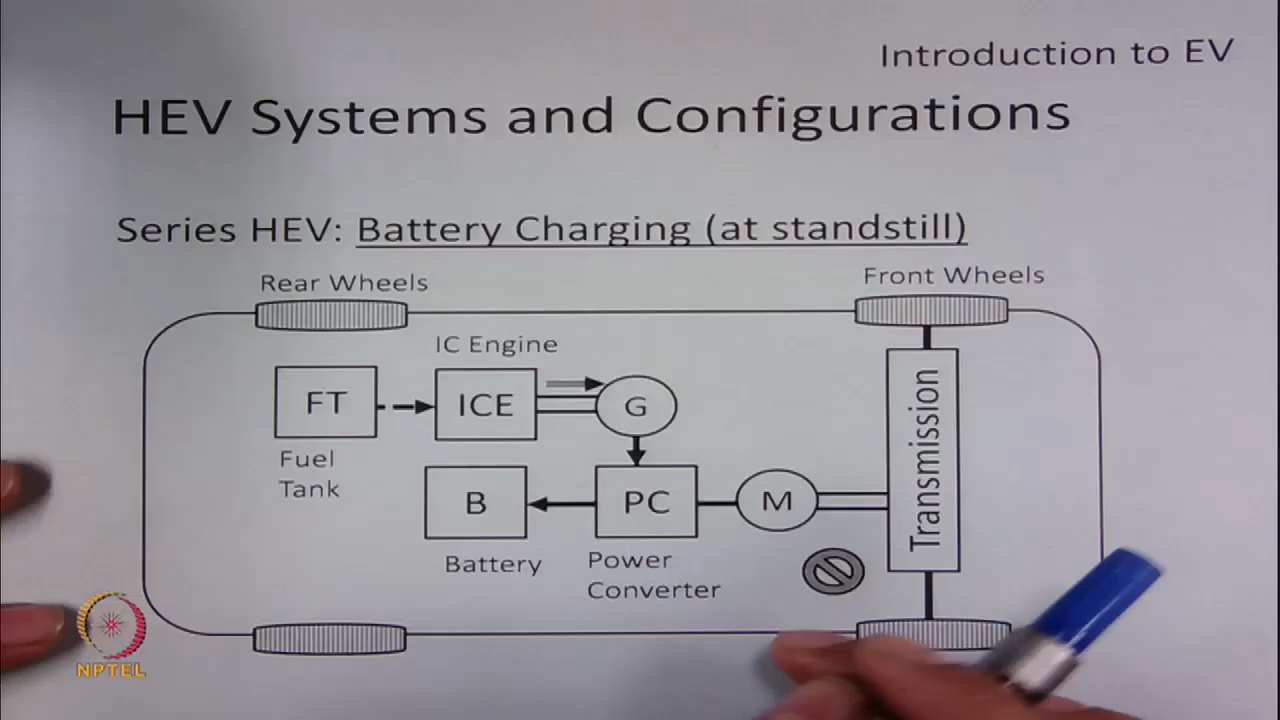 Introduction to EV
HEV Systems and Configurations
Series HEV: Battery Charging (at standstill)
Rear Wheels
Front Wheels
IC Engine
FT
ICE
G
Transmission
Fuel
Tank
B
PC
M
Battery
Power
Converter
NPTEL